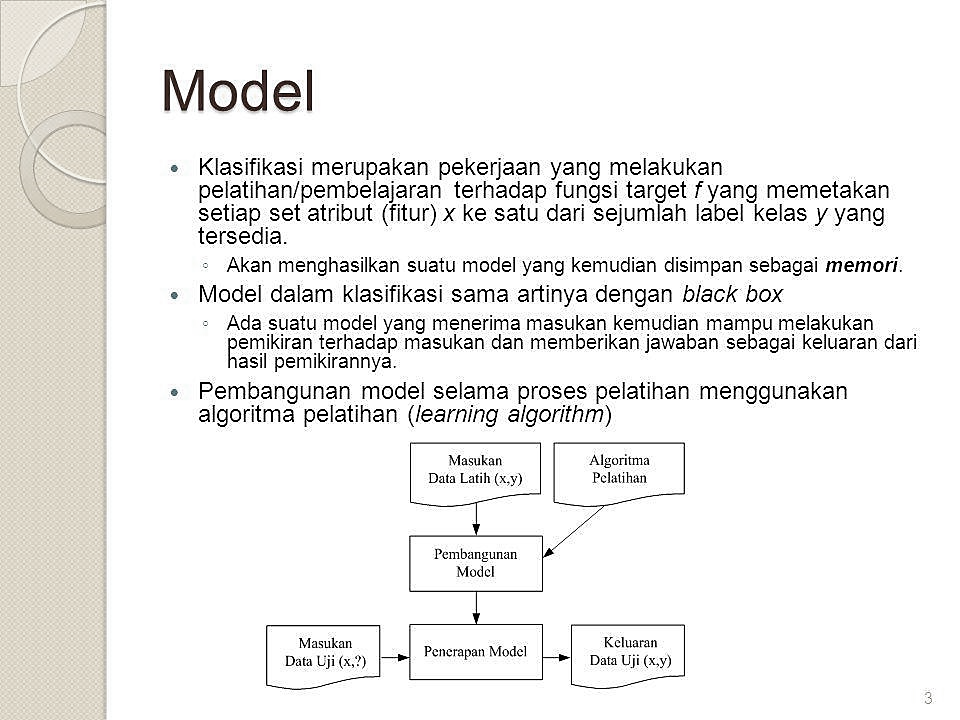 Model
Klasifikasi merupakan pekerjaan yang melakukan
pelatihan/pembelajaran terhadap fungsi target f yang memetakan
setiap set atribut (fitur) x ke satu dari sejumlah label kelas y yang
tersedia.
Akan menghasilkan suatu model yang kemudian disimpan sebagai memori.
Model dalam klasifikasi sama artinya dengan black box
Ada suatu model yang menerima masukan kemudian mampu melakukan
pemikiran terhadap masukan dan memberikan jawaban sebagai keluaran dari
hasil pemikirannya.
Pembangunan model selama proses pelatihan menggunakan
algoritma pelatihan (learning algorithm)
Masukan
Data Latih (x,y)
Algoritma
Pelatihan
Pembangunan
Model
Masukan
Data Uji (x,?)
Penerapan Model
Keluaran
Data Uji (x,y)
3